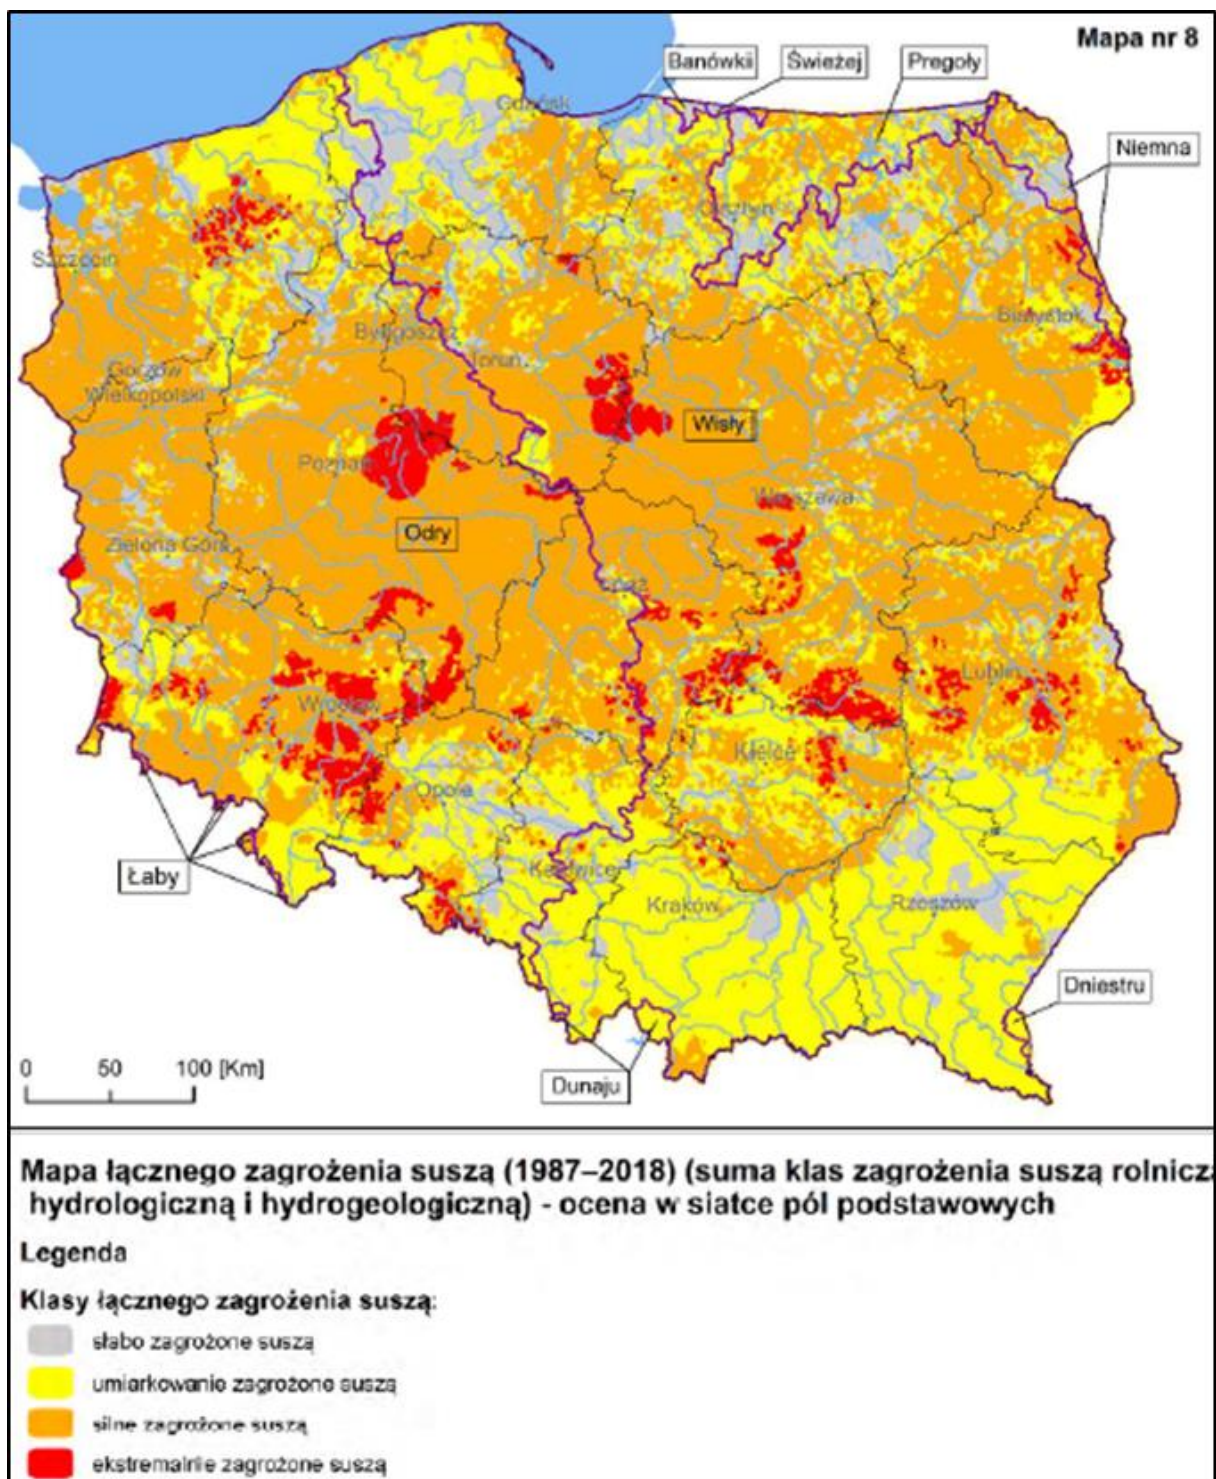 Mapa nr 8
Banówkii
Świeżej
Pregoły
Gdańsk
Niemna
Olsztyn
Szczecin
Białystok
Bydgoszcz
Toruń
Gorzów
Wielkopolski
Wisły
Poznań
Warszawa
Odry
Zielona Góra
Łódź
Lublin
Wrocław
Kielce
Opole
Łaby
Katowice
Kraków
Rzeszów
Dniestru
0 50 100 [Km]
Dunaju
Mapa łącznego zagrożenia suszą (1987–2018) (suma klas zagrożenia suszą rolnicza
hydrologiczną i hydrogeologiczną) - ocena w siatce pól podstawowych
Legenda
Klasy łącznego zagrożenia suszą:
słabo zagrożone suszą
umiarkowanie zagrożone suszą
silne zagrożone suszą
ekstremalnie zagrożone suszą